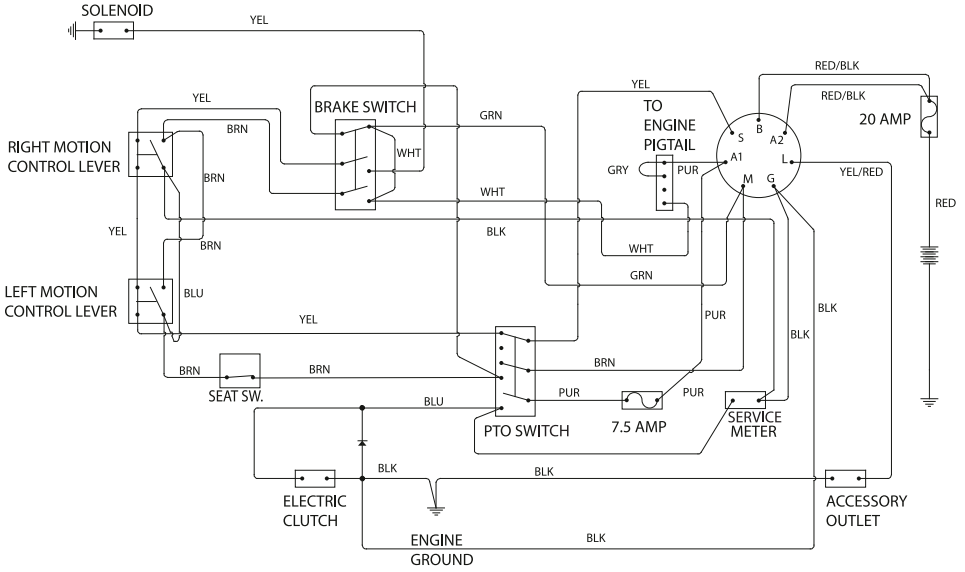 SOLENOID
YEL
RED/BLK
YEL
RED/BLK
YEL
BRAKE SWITCH
TO
ENGINE
PIGTAIL
GRN
20 AMP
BRN
B
S
A2
RIGHT MOTION
CONTROL LEVER
WHT
A1
L
GRY
PUR
YEL/RED
BRN
M
G
WHT
RED
YEL
BLK
BRN
WHT
GRN
LEFT MOTION
CONTROL LEVER
BLU
BLK
PUR
YEL
BLK
BRN
BRN
BRN
SEAT SW.
BLU
PUR
PUR
PTO SWITCH
7.5 AMP
SERVICE
METER
BLK
BLK
ELECTRIC
CLUTCH
ACCESSORY
OUTLET
ENGINE
GROUND
BLK